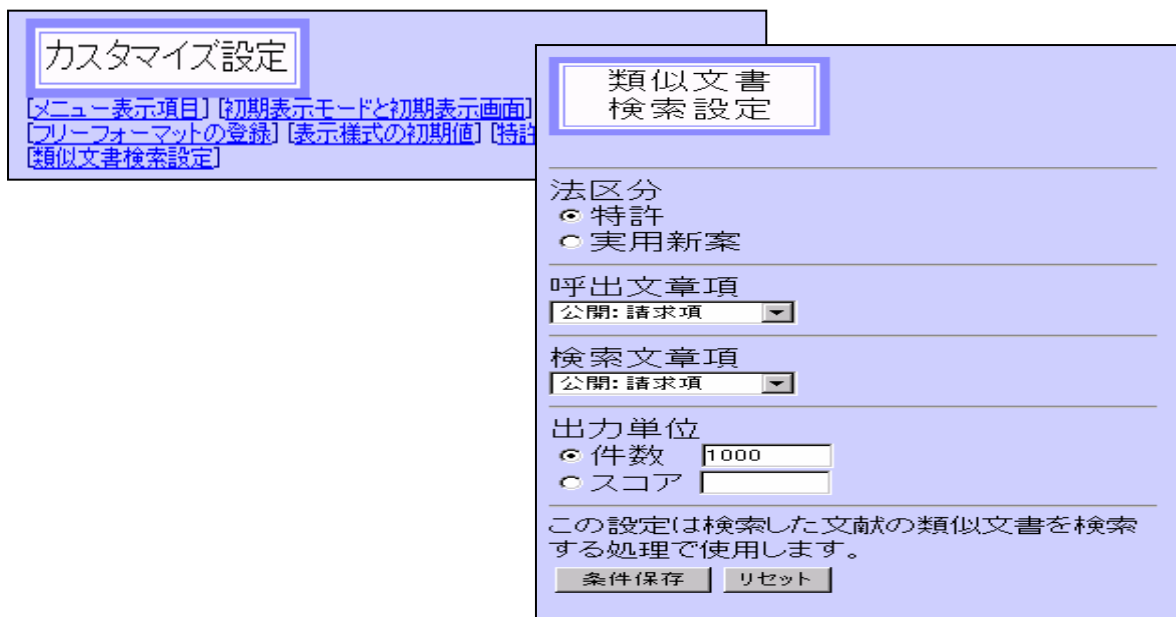 カスタマイズ設定
[メニュー表示項目] [初期表示モードと初期表示画面]
[フリーフォーマットの登録] [表示様式の初期値] [特許
[類似文書検索設定]
類似文書
検索設定
法区分
特許
実用新案
呼出文章項
公開:請求項
検索文章項
公開:請求項
出力単位
件数 1000
スコア
この設定は検索した文献の類似文書を検索
する処理で使用します。
条件保存 リセット